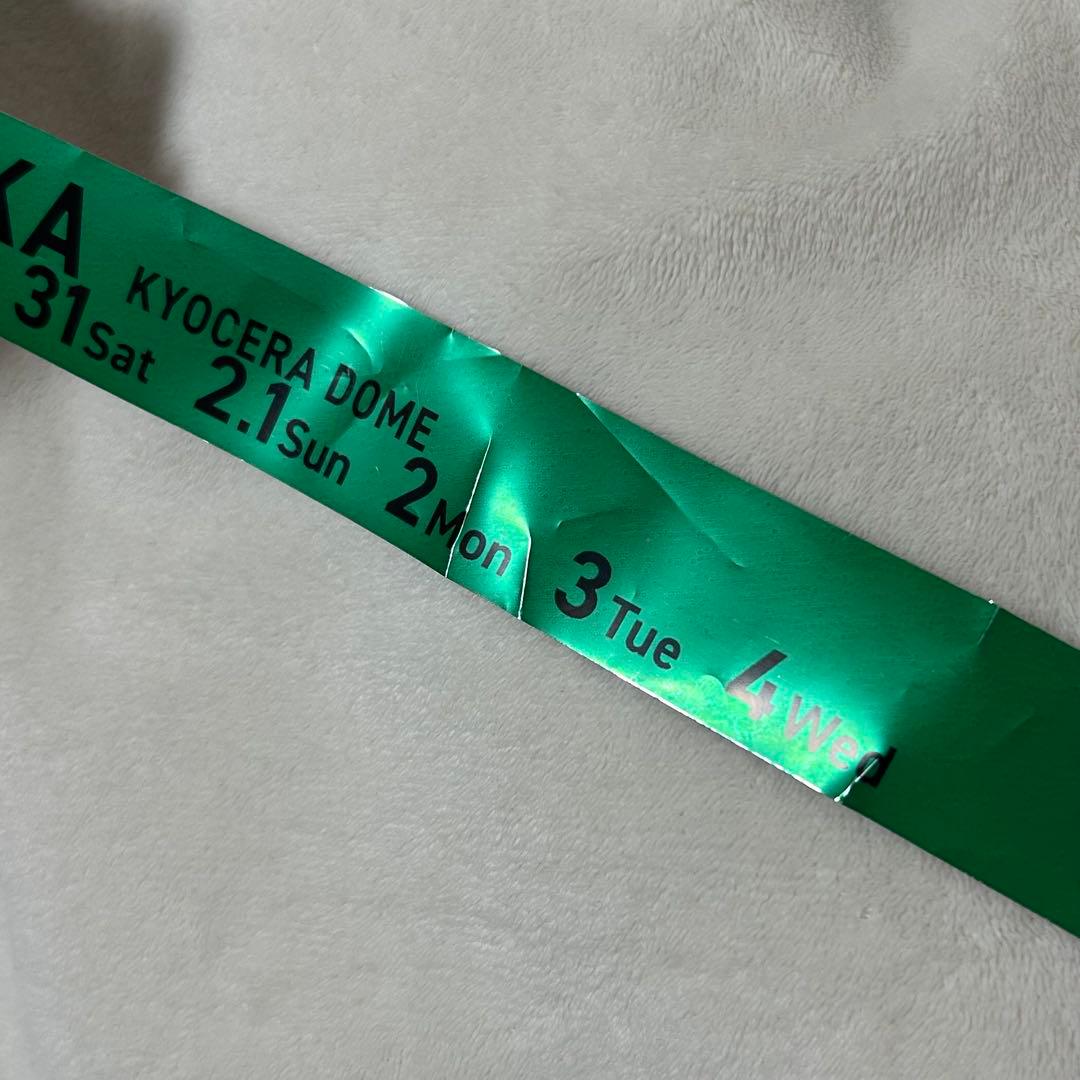 KA KYOCERA DOME
31Sat 2.1Sun 2Mon 3Tue 4Wed